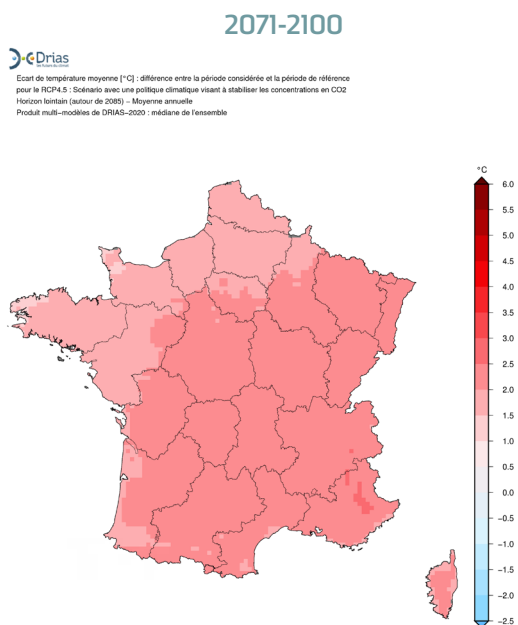 2071-2100
Drias
les futurs du climat
Ecart de température moyenne [°C] : différence entre la période considérée et la période de référence
pour le RCP4.5 : Scénario avec une politique climatique visant à stabiliser les concentrations en CO2
Horizon lointain (autour de 2085) – Moyenne annuelle
Produit multi–modèles de DRIAS–2020 : médiane de l'ensemble
°C
6.0
5.5
5.0
4.5
4.0
3.5
3.0
2.5
2.0
1.5
1.0
0.5
0.0
–0.5
–1.0
–1.5
–2.0
–2.5